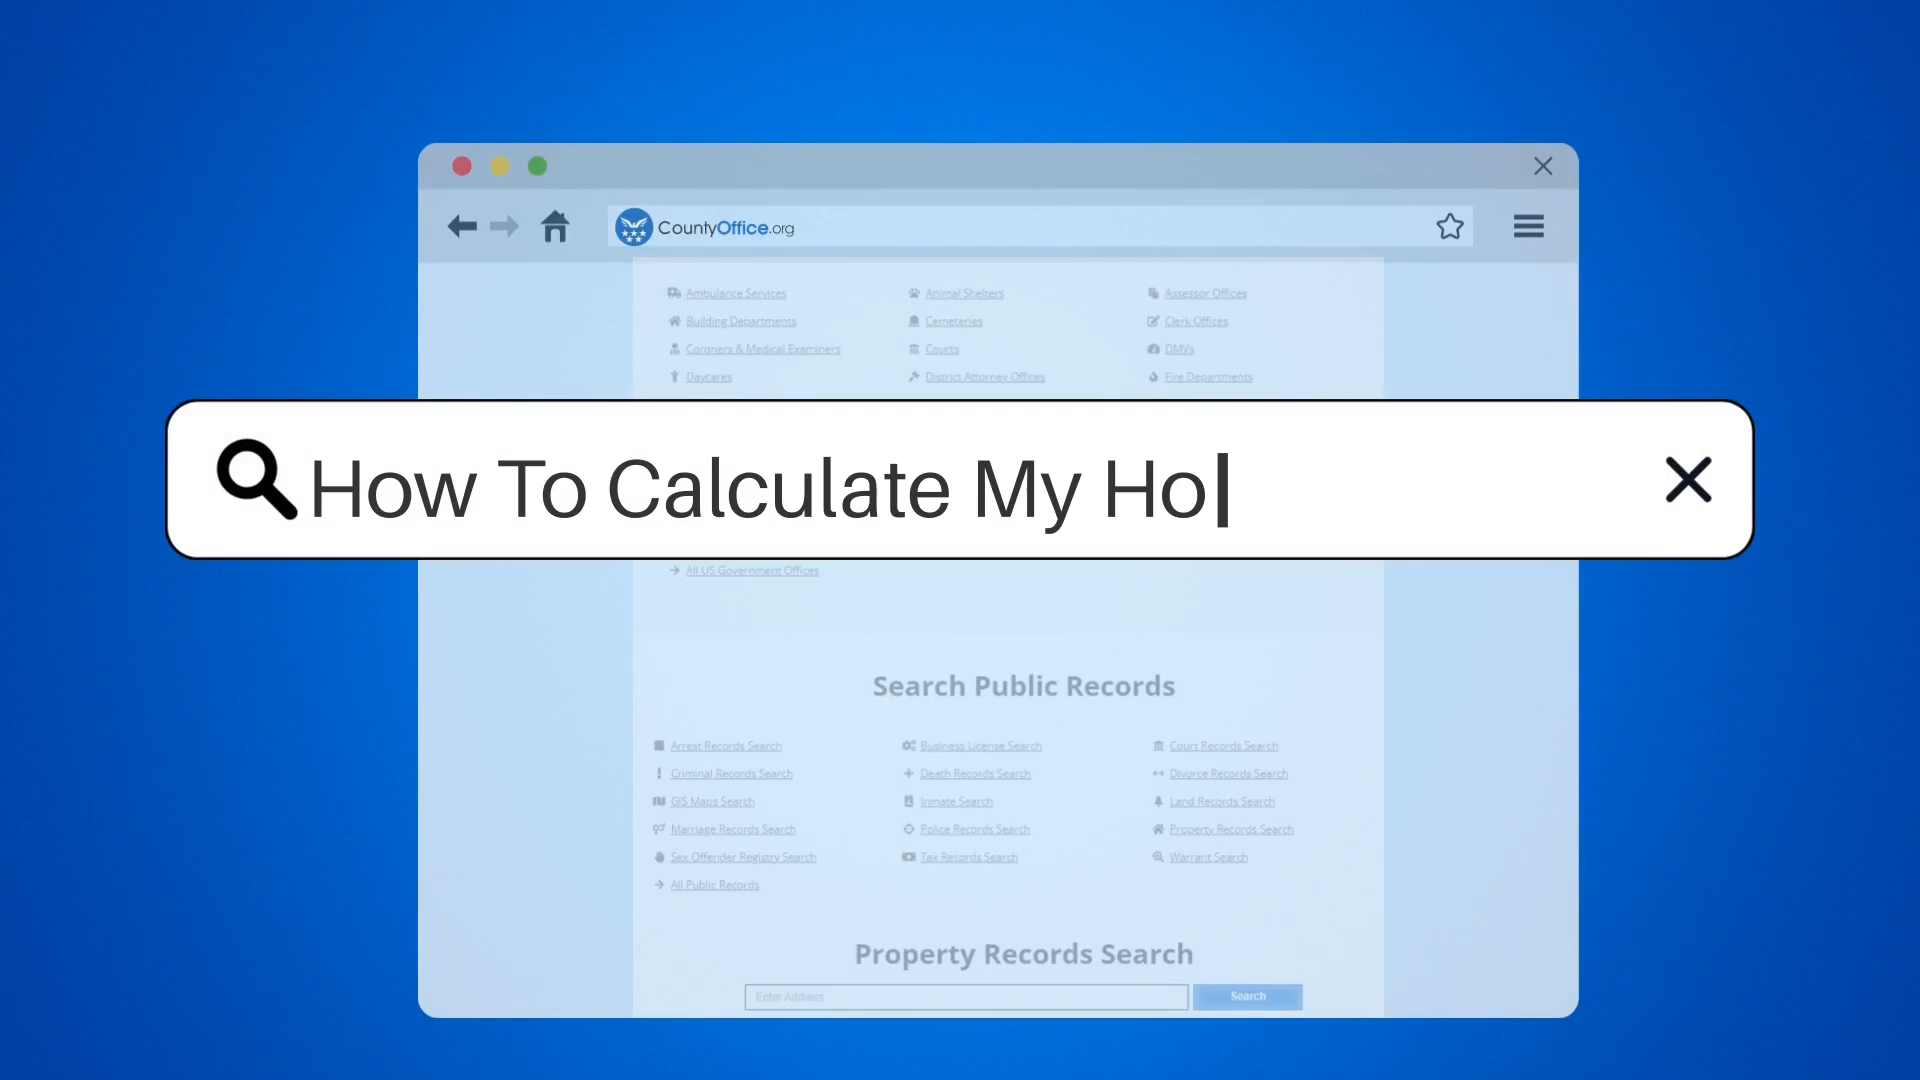 CountyOffice.org
Ambulance Services Animal Shelters Assessor Offices
Building Departments Cemeteries Clerk Offices
Coroners & Medical Examiners Courts DMVs
Daycares District Attorney Offices Fire Departments
How To Calculate My Ho
All US Government Offices
Search Public Records
Arrest Records Search Business License Search Court Records Search
Criminal Records Search Death Records Search Divorce Records Search
GIS Maps Search Inmate Search Land Records Search
Marriage Records Search Police Records Search Property Records Search
Sex Offender Registry Search Tax Records Search Warrant Search
All Public Records
Property Records Search
Enter Address Search